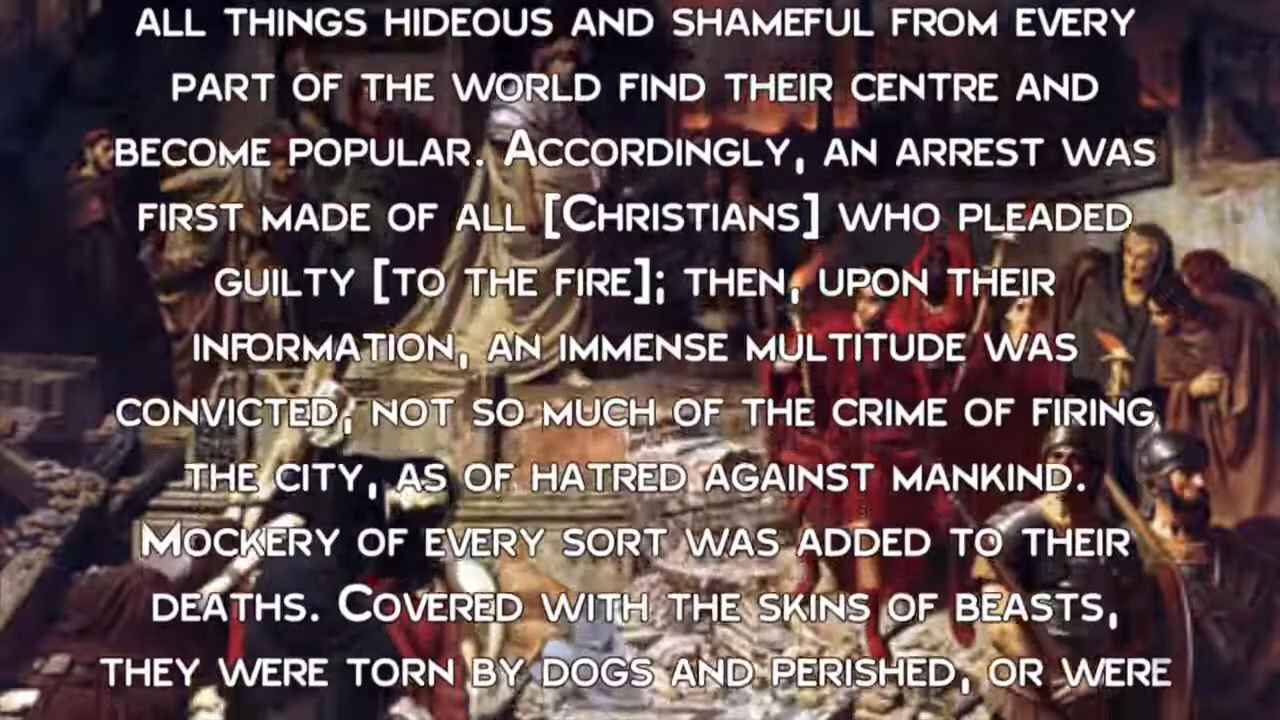 ALL THINGS HIDEOUS AND SHAMEFUL FROM EVERY
PART OF THE WORLD FIND THEIR CENTRE AND
BECOME POPULAR. ACCORDINGLY, AN ARREST WAS
FIRST MADE OF ALL [CHRISTIANS] WHO PLEADED
GUILTY [TO THE FIRE]; THEN, UPON THEIR
INFORMATION, AN IMMENSE MULTITUDE WAS
CONVICTED, NOT SO MUCH OF THE CRIME OF FIRING
THE CITY, AS OF HATRED AGAINST MANKIND.
MOCKERY OF EVERY SORT WAS ADDED TO THEIR
DEATHS. COVERED WITH THE SKINS OF BEASTS,
THEY WERE TORN BY DOGS AND PERISHED, OR WERE